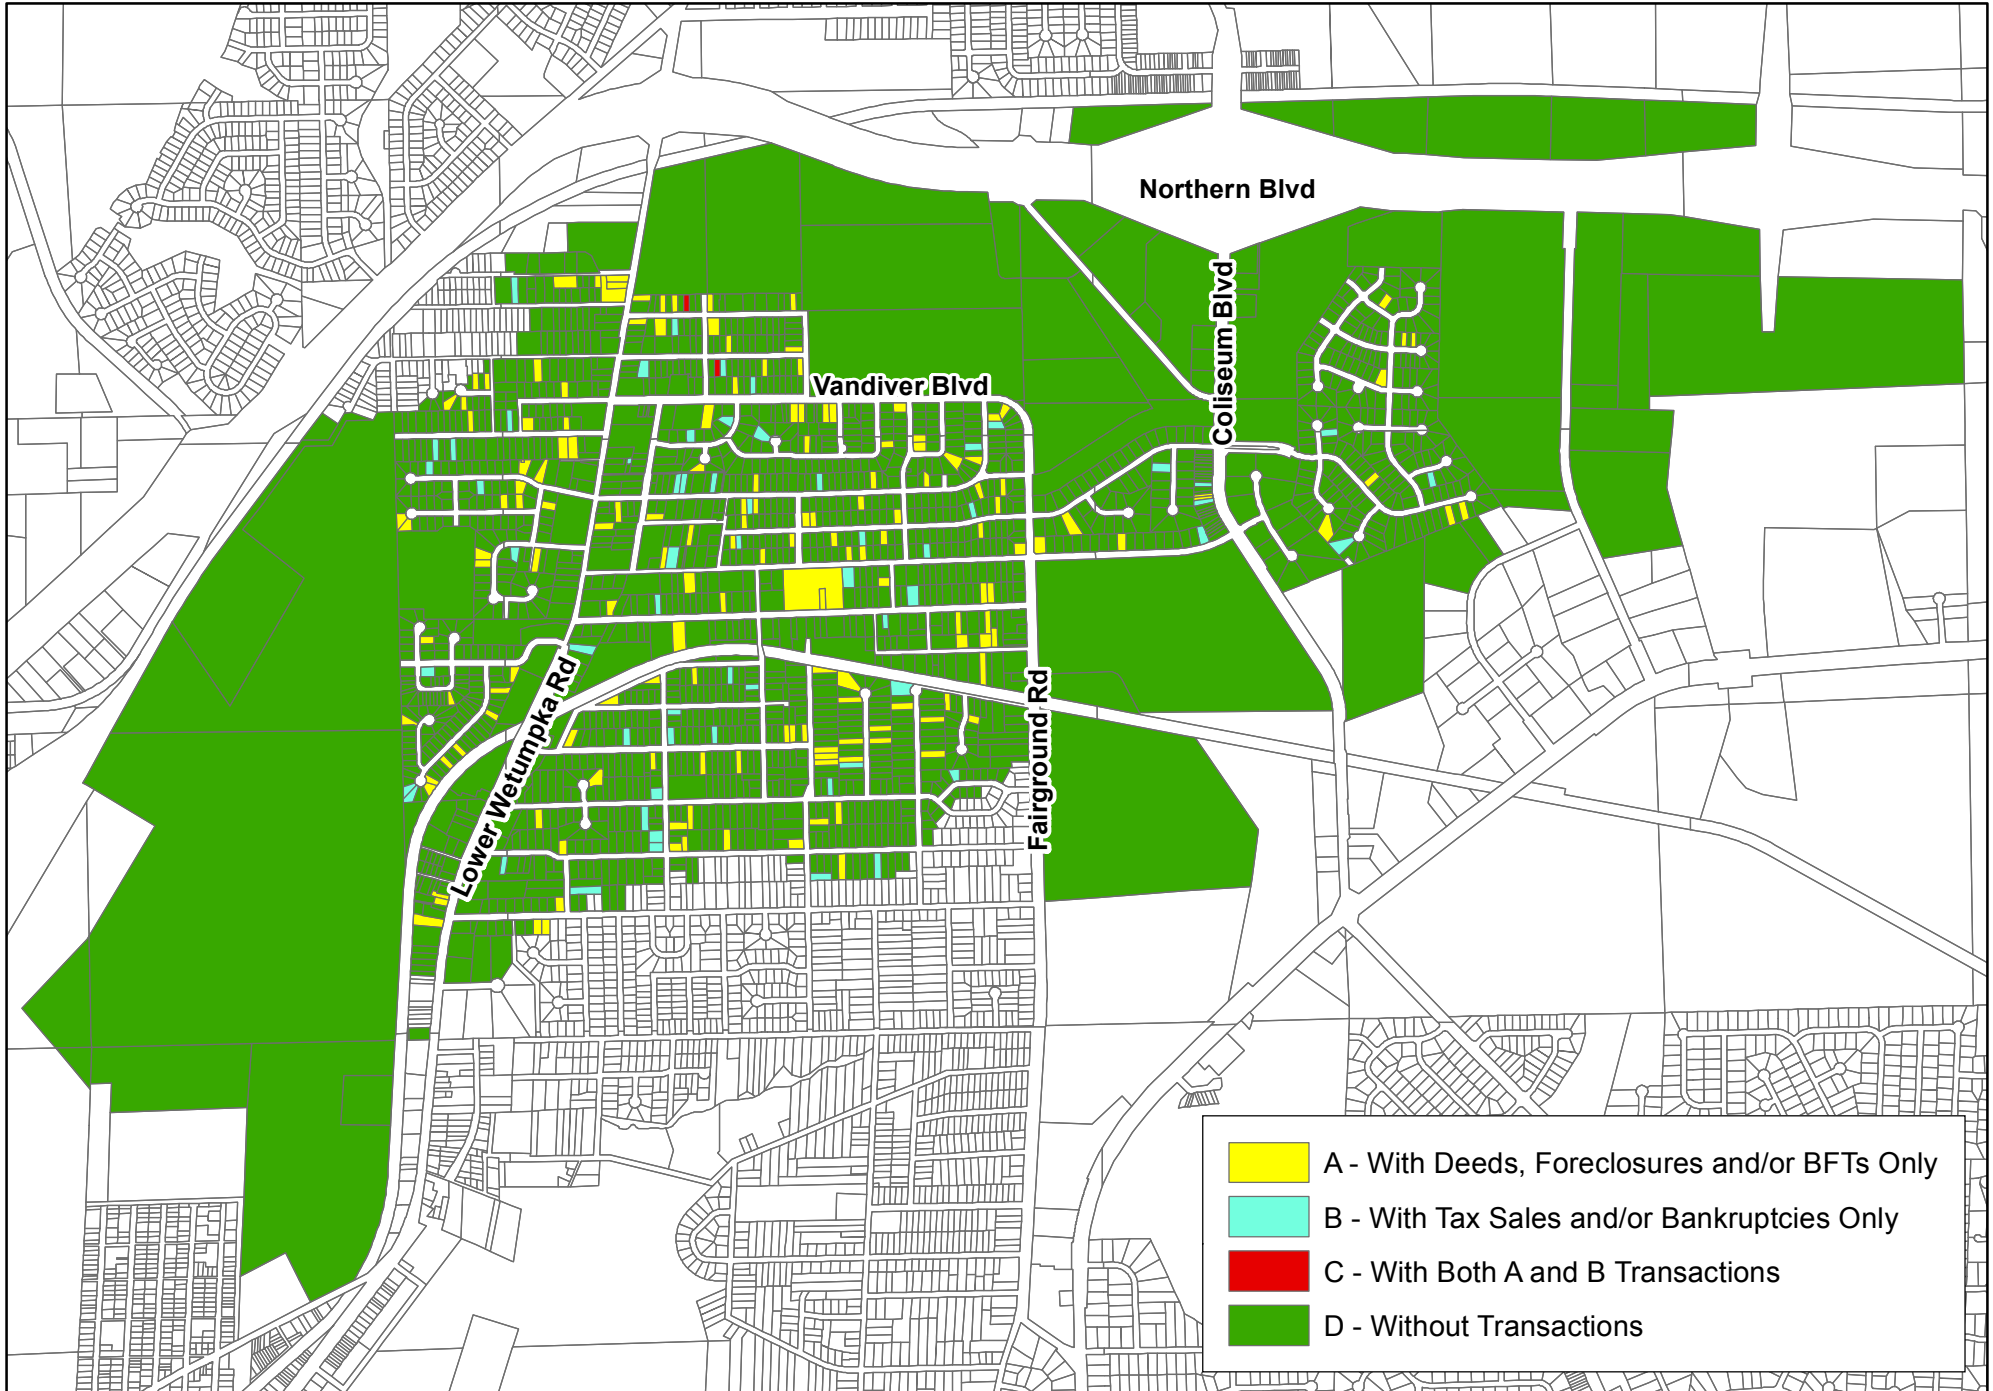 Northern Blvd
Coliseum Blvd
Vandiver Blvd
Lower Wetumpka Rd
Fairground Rd
A - With Deeds, Foreclosures and/or BFTs Only
B - With Tax Sales and/or Bankruptcies Only
C - With Both A and B Transactions
D - Without Transactions